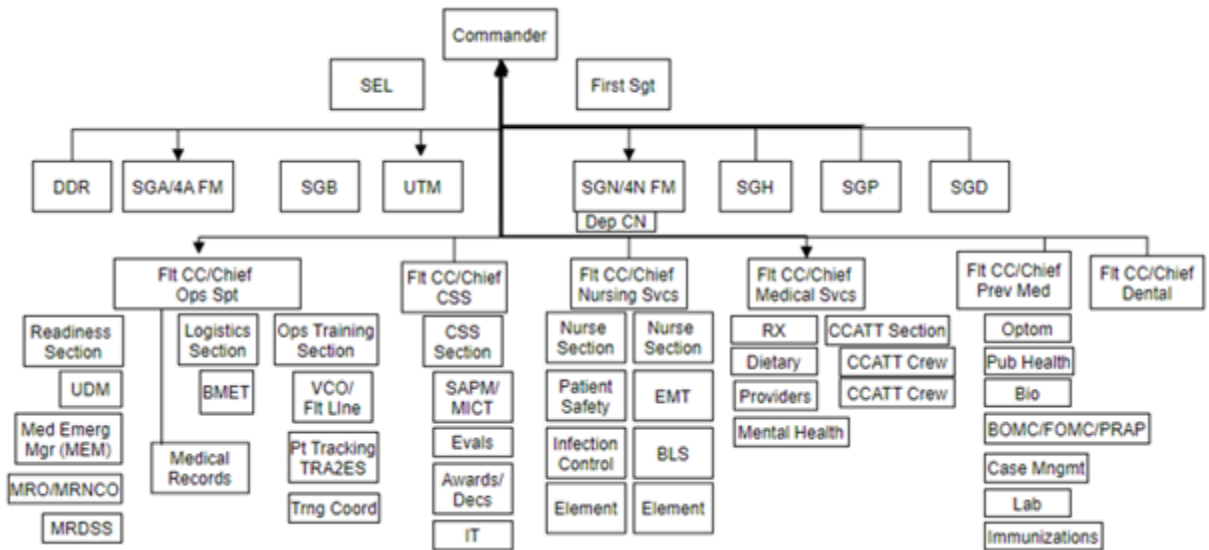 Commander
SEL
First Sgt
DDR
SGA/4A FM
SGB
UTM
SGN/4N FM
SGH
SGP
SGD
Dep CN
Flt CC/Chief
Ops Spt
Flt CC/Chief
CSS
Flt CC/Chief
Nursing Svcs
Flt CC/Chief
Medical Svcs
Flt CC/Chief
Prev Med
Flt CC/Chief
Dental
Readiness
Section
UDM
Med Emerg
Mgr (MEM)
MRO/MRNCO
MRDSS
Logistics
Section
BMET
Medical
Records
Ops Training
Section
VCO/
Flt LIne
Pt Tracking
TRA2ES
Trng Coord
CSS
Section
SAPM/
MICT
Evals
Awards/
Decs
IT
Nurse
Section
Patient
Safety
Infection
Control
Element
Nurse
Section
EMT
BLS
Element
RX
Dietary
Providers
Mental Health
CCATT Section
CCATT Crew
CCATT Crew
Optom
Pub Health
Bio
BOMC/FOMC/PRAP
Case Mngmt
Lab
Immunizations